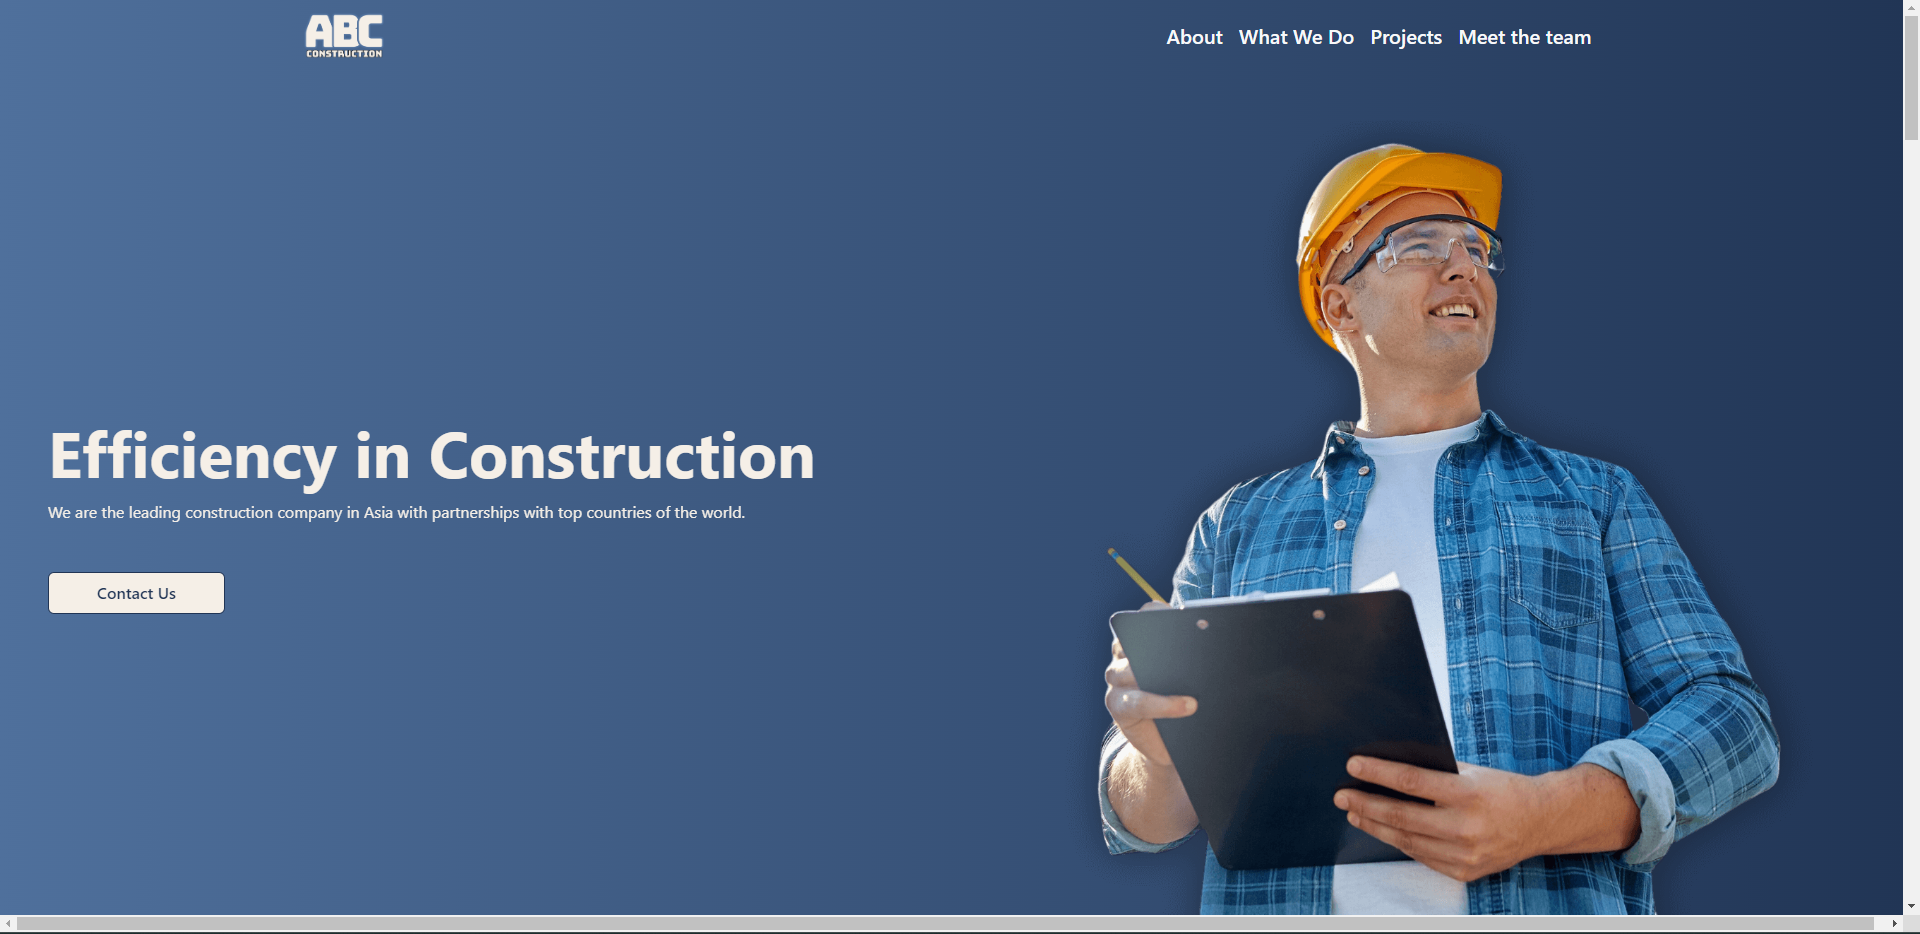 ABC
CONSTRUCTION
About What We Do Projects Meet the team
Efficiency in Construction
We are the leading construction company in Asia with partnerships with top countries of the world.
Contact Us